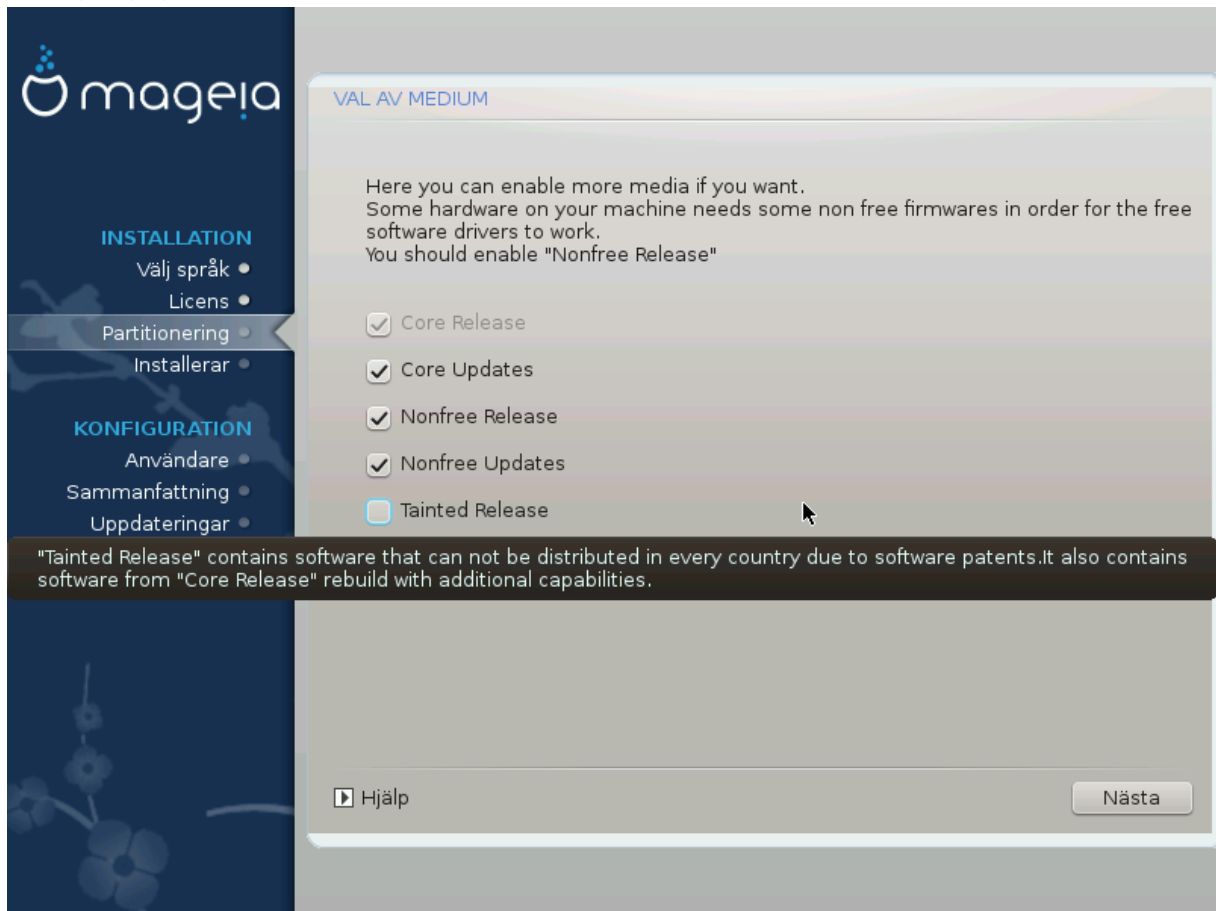 mageia
INSTALLATION
Välj språk
Licens
Partitionering
Installerar
KONFIGURATION
Användare
Sammanfattning
Uppdateringar
VAL AV MEDIUM
Here you can enable more media if you want.
Some hardware on your machine needs some non free firmwares in order for the free
software drivers to work.
You should enable "Nonfree Release"
Core Release
Core Updates
Nonfree Release
Nonfree Updates
Tainted Release
"Tainted Release" contains software that can not be distributed in every country due to software patents.It also contains
software from "Core Release" rebuild with additional capabilities.
Hjälp
Nästa